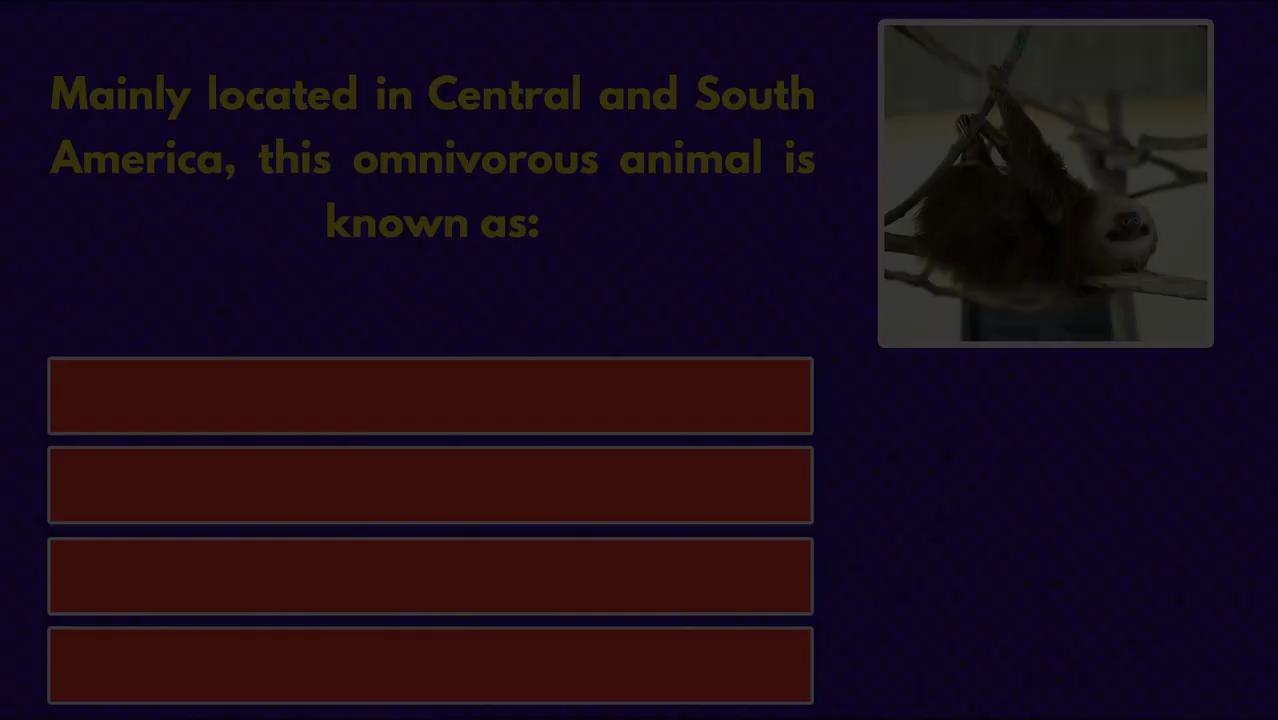 Mainly located in Central and South
America, this omnivorous animal is
known as: